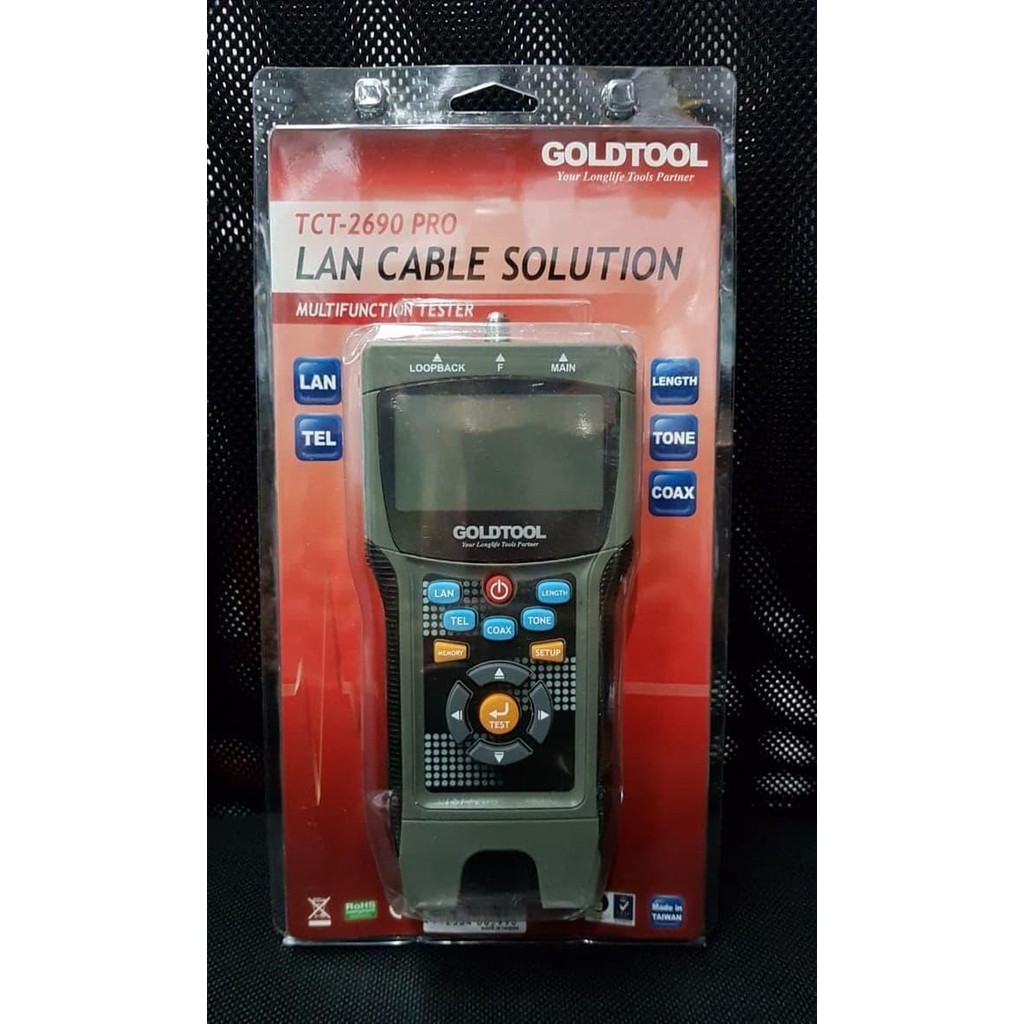 GOLDTOOL
Your Longlife Tools Partner
TCT-2690 PRO
LAN CABLE SOLUTION
MULTIFUNCTION TESTER
LOOPBACK F MAIN
LAN
LENGTH
TEL
TONE
COAX
GOLDTOOL
Your Longlife Tools Partner
LAN
LENGTH
TEL
COAX
TONE
MEMORY
SETUP
TEST
RoHS
Made in
TAIWAN